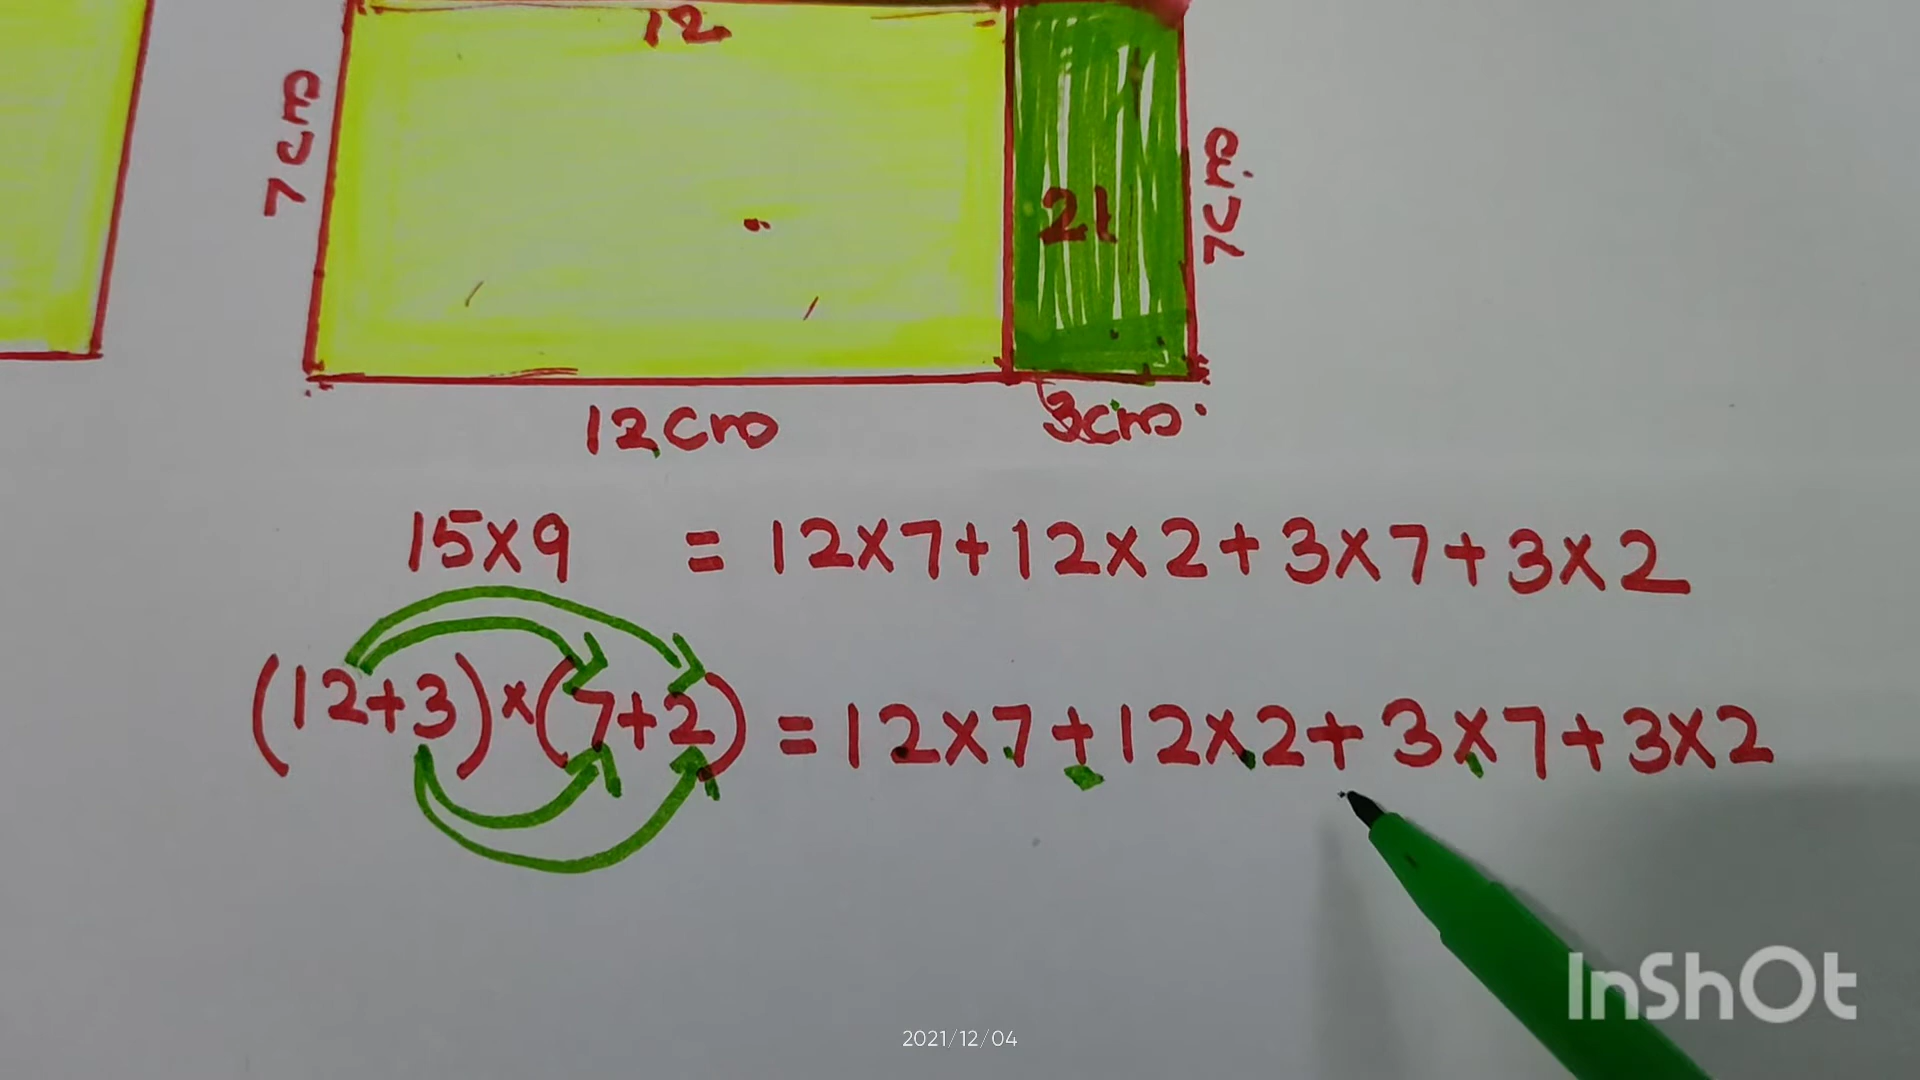 12
7cm
21
7cm
12cm
3cm
15×9 = 12×7+12×2+3×7+3×2
(12+3)×(7+2) = 12×7+12×2+3×7+3×2
InShOt
2021/12/04